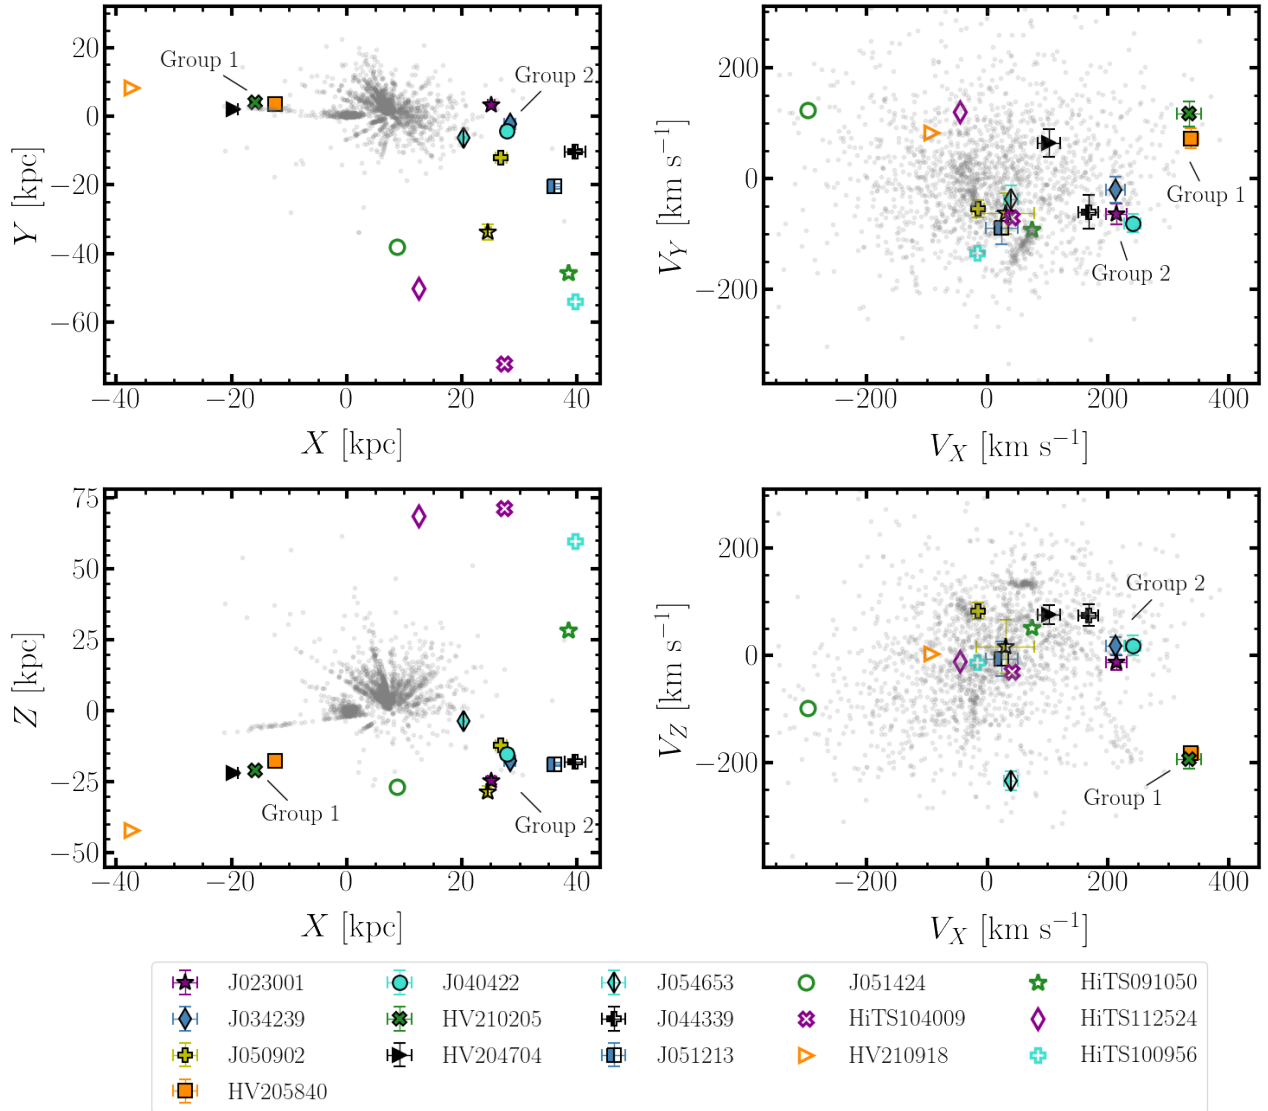 20
0
−20
−40
−60
Y [kpc]
Group 1
Group 2
−40
−20
0
20
40
X [kpc]
200
0
−200
V_Y [km s⁻¹]
Group 1
Group 2
−200
0
200
400
V_X [km s⁻¹]
75
50
25
0
−25
−50
Z [kpc]
Group 1
Group 2
−40
−20
0
20
40
X [kpc]
200
0
−200
V_Z [km s⁻¹]
Group 2
Group 1
−200
0
200
400
V_X [km s⁻¹]
J023001
J040422
J054653
J051424
HiTS091050
J034239
HV210205
J044339
HiTS104009
HiTS112524
J050902
HV204704
J051213
HV210918
HiTS100956
HV205840